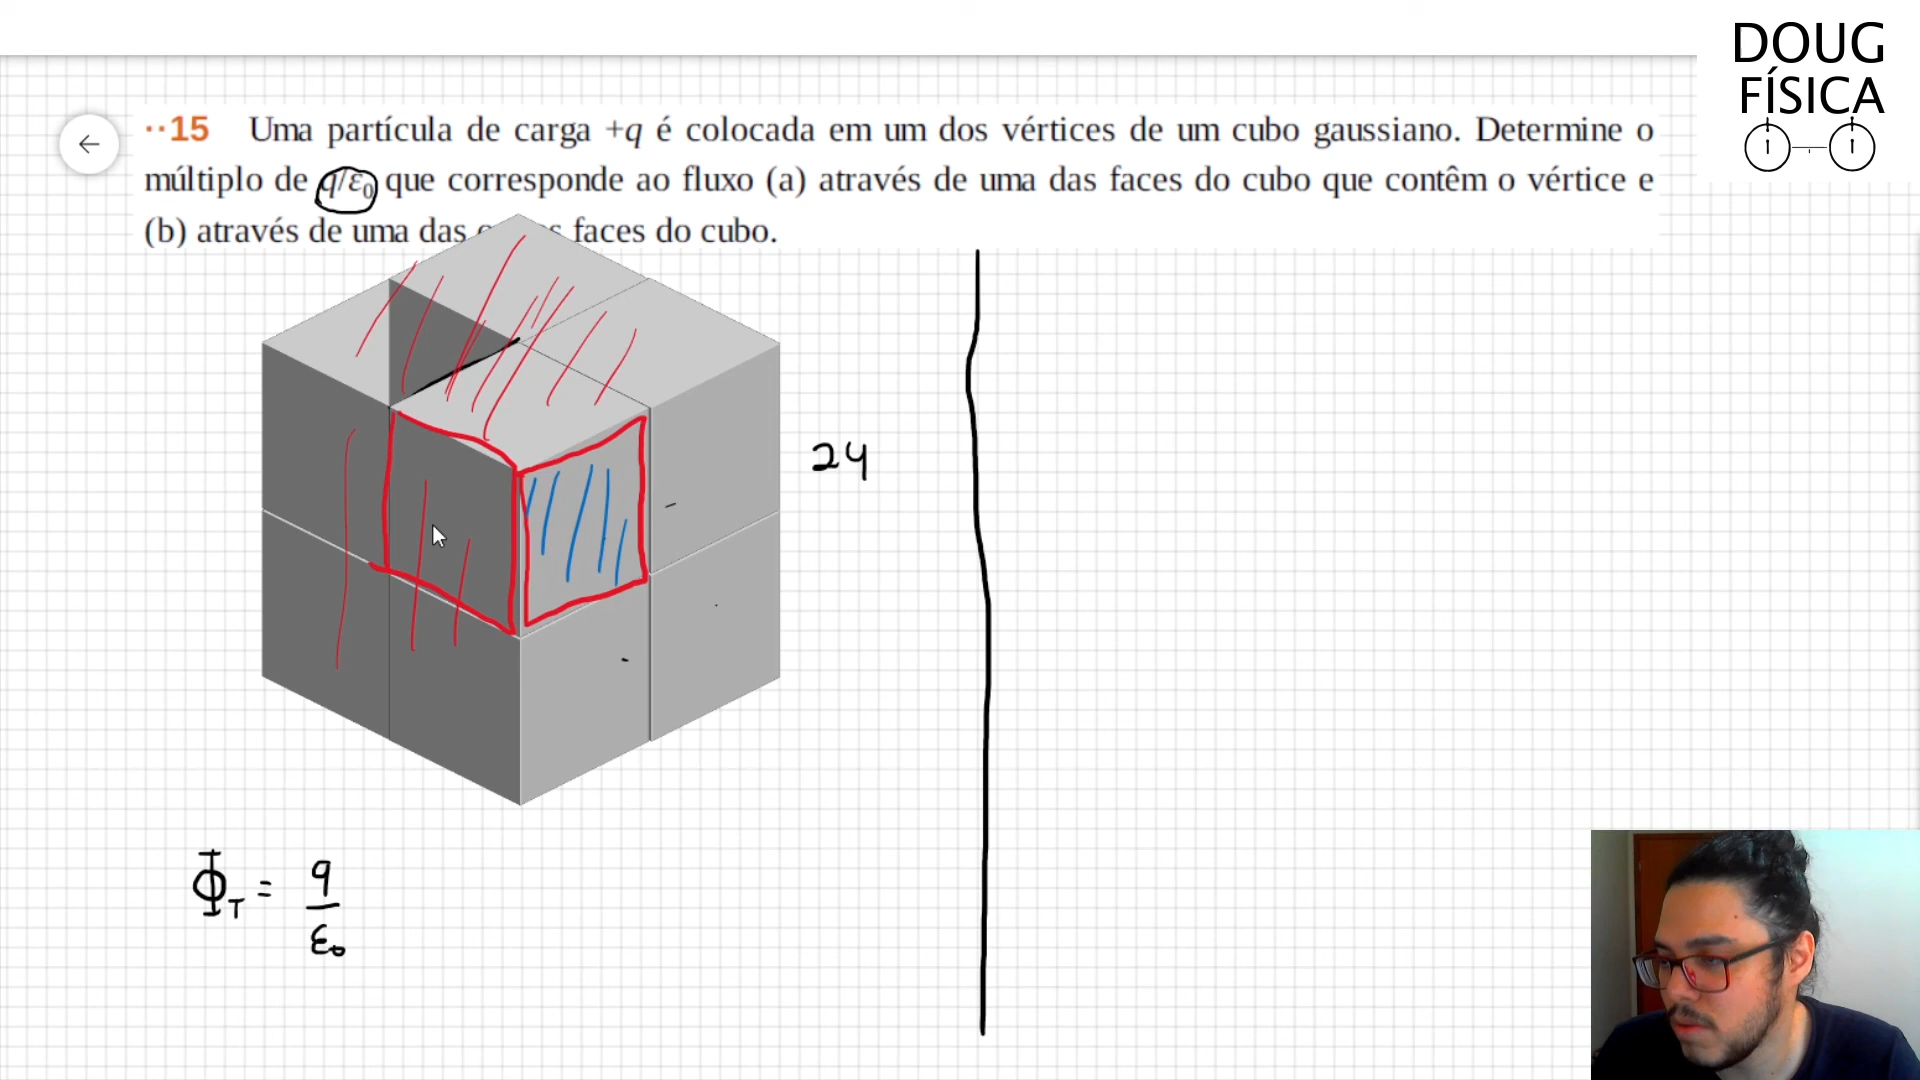 DOUG
FÍSICA
··15 Uma partícula de carga +q é colocada em um dos vértices de um cubo gaussiano. Determine o
múltiplo de q/ε₀ que corresponde ao fluxo (a) através de uma das faces do cubo que contêm o vértice e
(b) através de uma das faces do cubo.
24
Φ_T = q/ε₀